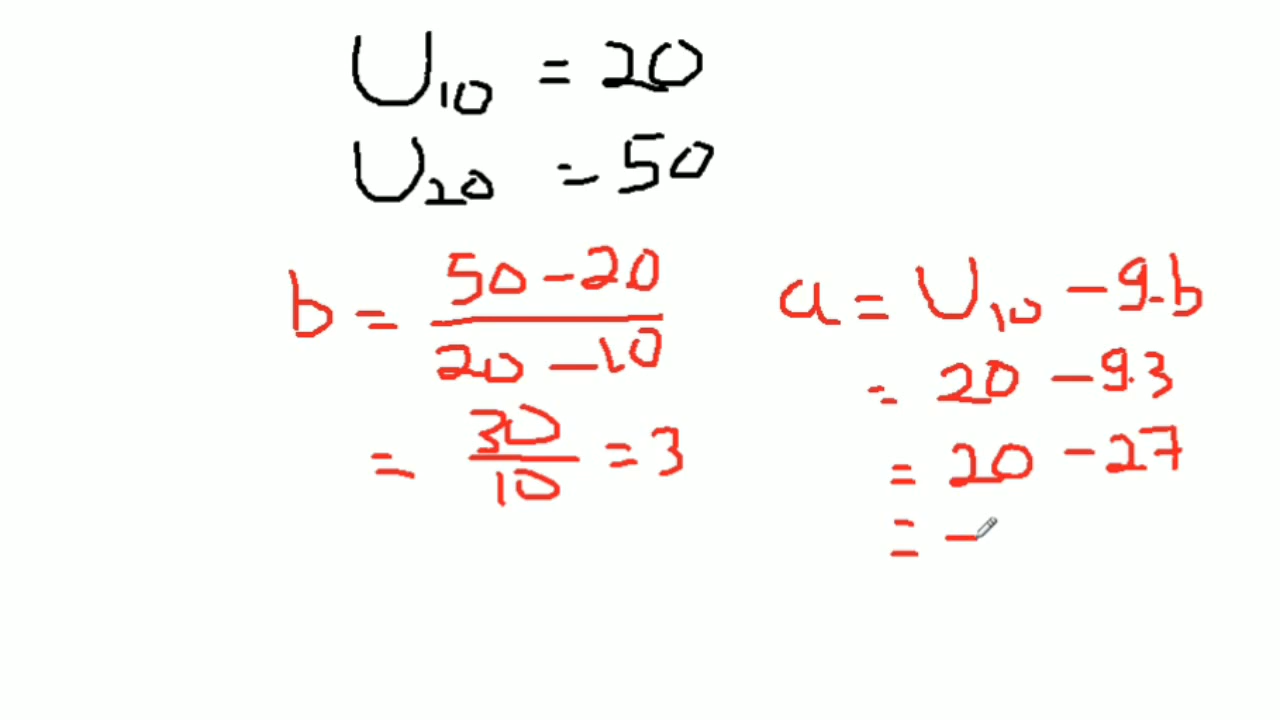 U₁₀ = 20
U₂₀ = 50
b = (50 - 20) / (20 - 10)
= 30 / 10 = 3
a = U₁₀ - 9.b
= 20 - 9.3
= 20 - 27
= -